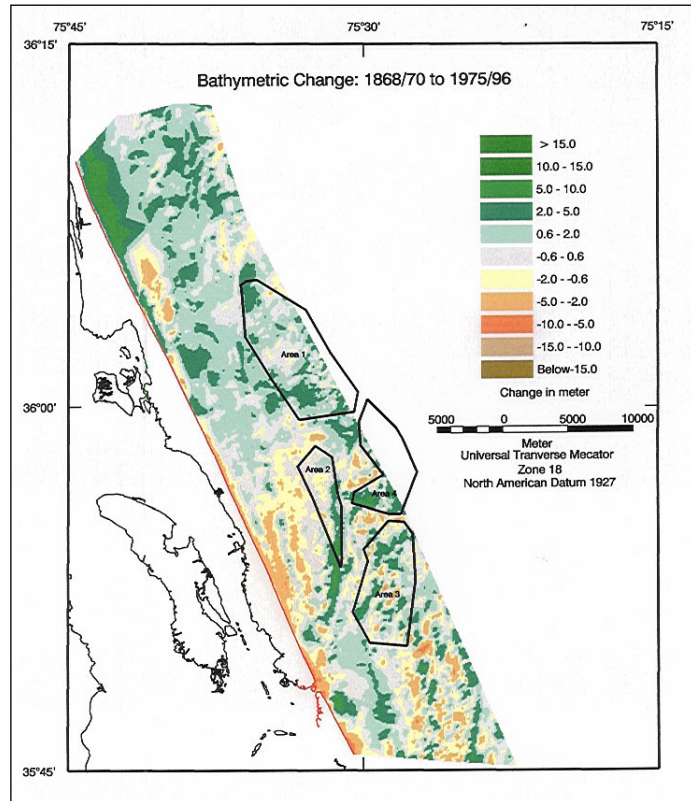 75°45' 75°30' 75°15'
36°15'
Bathymetric Change: 1868/70 to 1975/96
> 15.0
10.0 - 15.0
5.0 - 10.0
2.0 - 5.0
0.6 - 2.0
-0.6 - 0.6
-2.0 - -0.6
-5.0 - -2.0
-10.0 - -5.0
-15.0 - -10.0
Below-15.0
Change in meter
Area 1
36°00'
5000 0 5000 10000
Meter
Universal Tranverse Mecator
Zone 18
North American Datum 1927
Area 2
Area 4
Area 3
35°45'